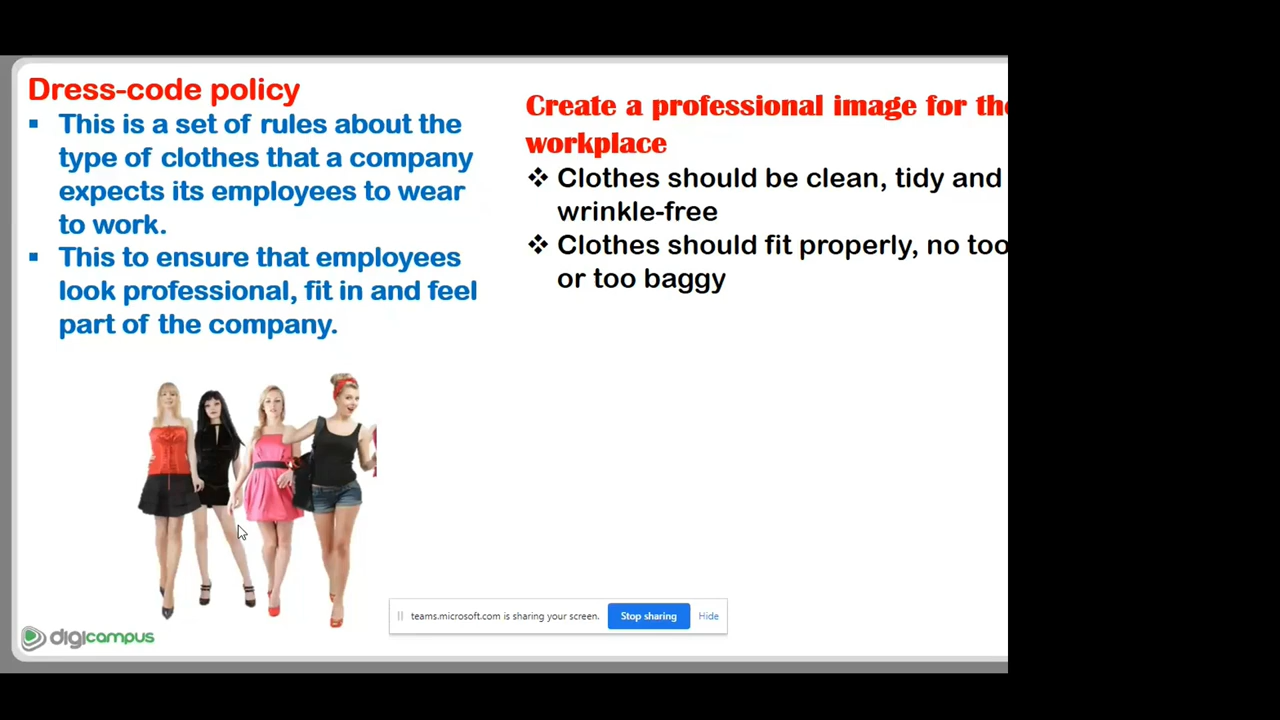 Dress-code policy
▪ This is a set of rules about the
type of clothes that a company
expects its employees to wear
to work.
▪ This to ensure that employees
look professional, fit in and feel
part of the company.
Create a professional image for the
workplace
❖ Clothes should be clean, tidy and
wrinkle-free
❖ Clothes should fit properly, no too
or too baggy
teams.microsoft.com is sharing your screen.
Stop sharing
Hide
digicampus